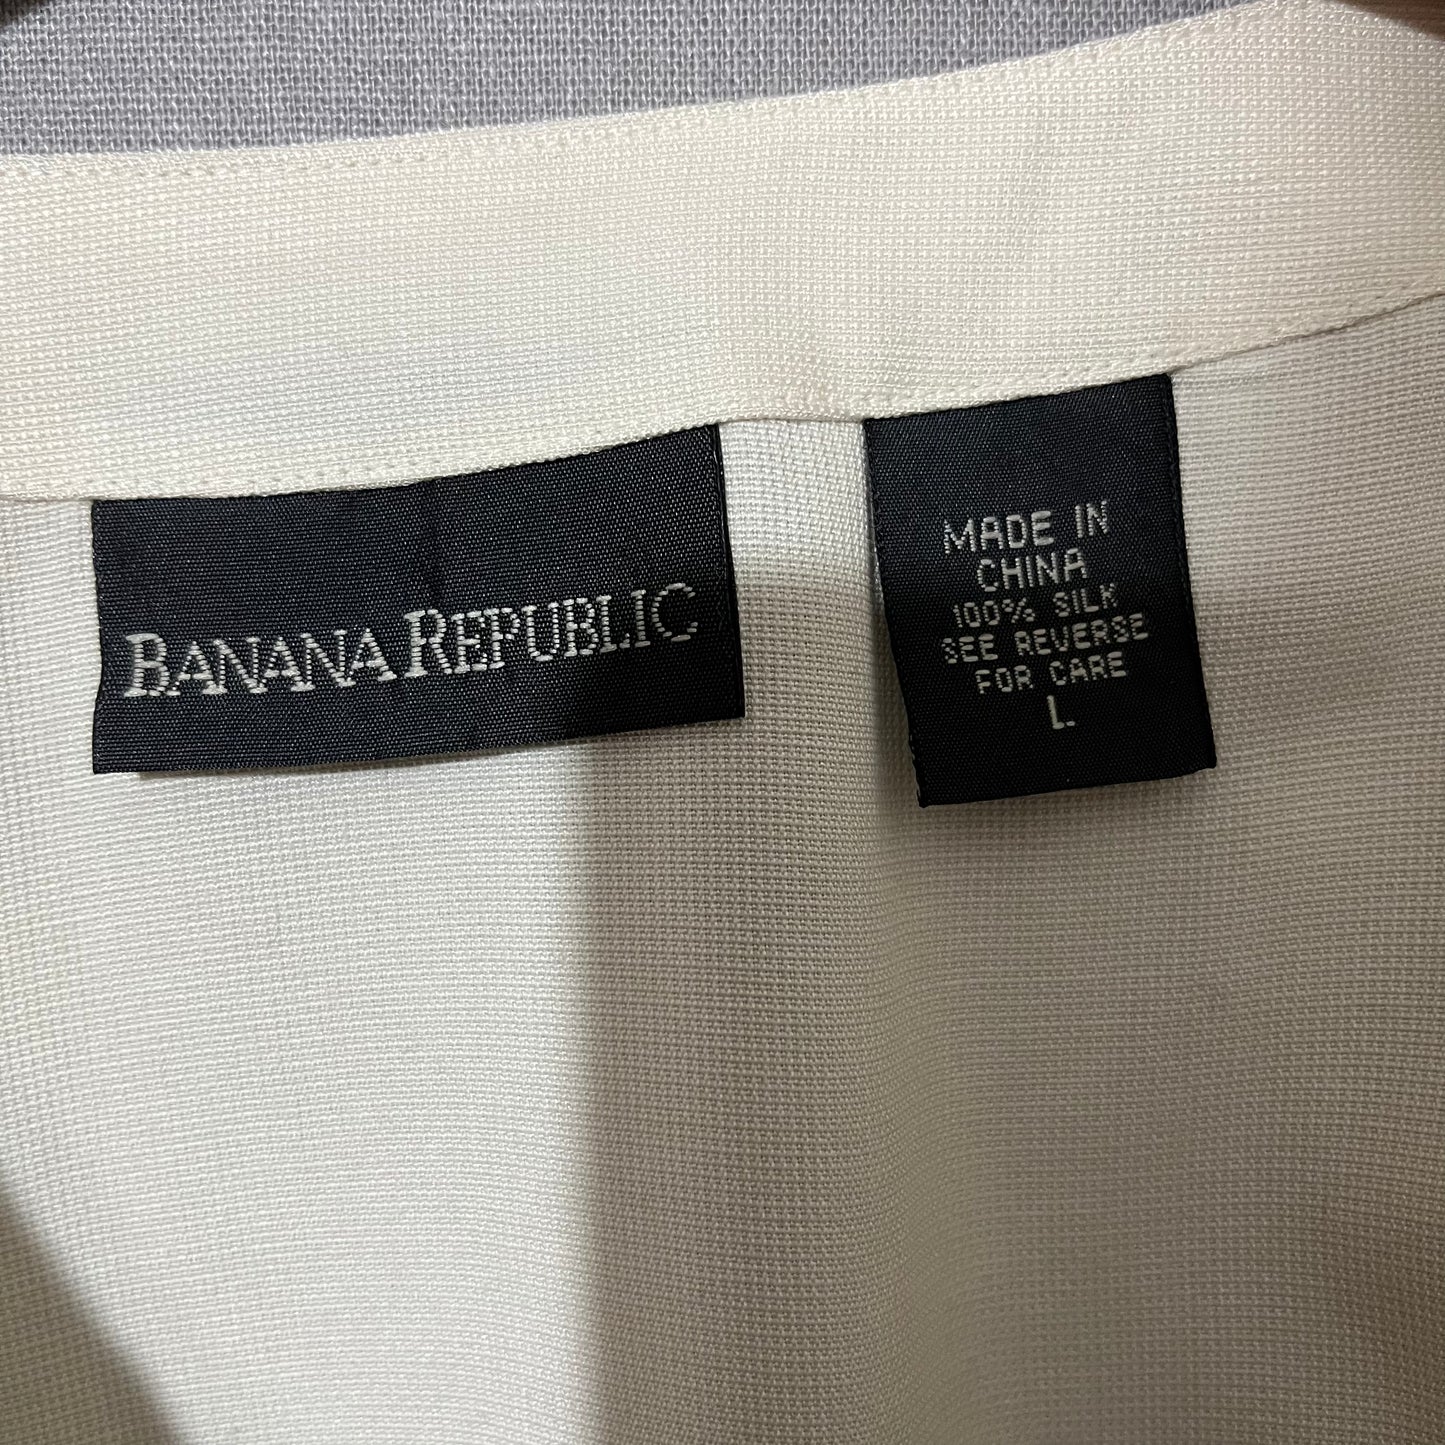 BANANA REPUBLIC
MADE IN
CHINA
100% SILK
SEE REVERSE
FOR CARE
L